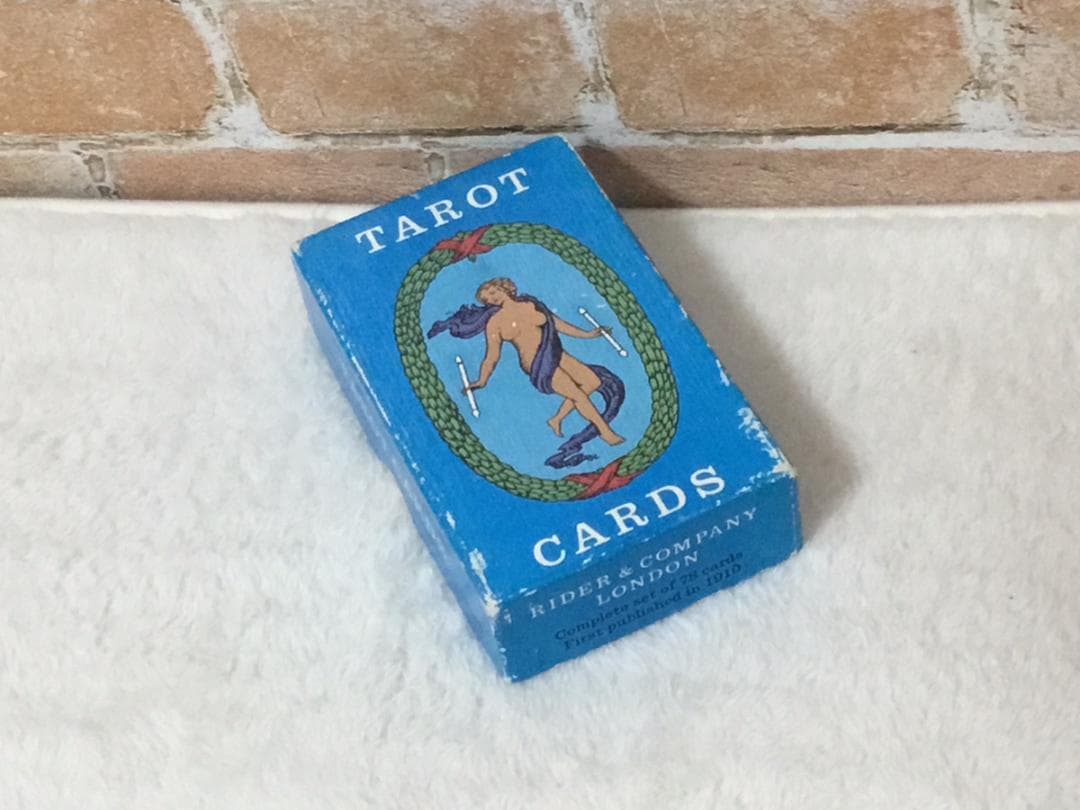 TAROT
CARDS
RIDER & COMPANY
LONDON
Complete set of 78 cards
First published in 1910